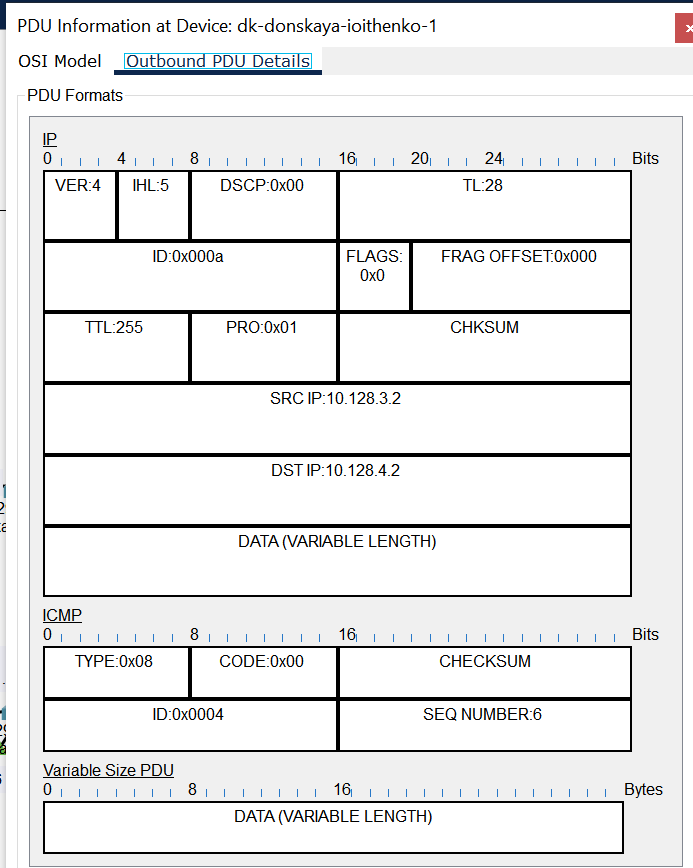 PDU Information at Device: dk-donskaya-ioithenko-1
OSI Model Outbound PDU Details
PDU Formats
IP
0 4 8 16 20 24 Bits
VER:4 IHL:5 DSCP:0x00 TL:28
ID:0x000a FLAGS: 0x0 FRAG OFFSET:0x000
TTL:255 PRO:0x01 CHKSUM
SRC IP:10.128.3.2
DST IP:10.128.4.2
DATA (VARIABLE LENGTH)
ICMP
0 8 16 Bits
TYPE:0x08 CODE:0x00 CHECKSUM
ID:0x0004 SEQ NUMBER:6
Variable Size PDU
0 8 16 Bytes
DATA (VARIABLE LENGTH)